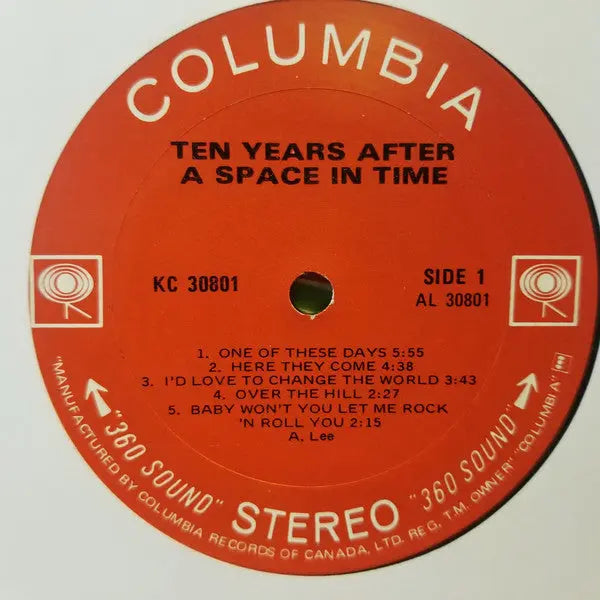 COLUMBIA
TEN YEARS AFTER
A SPACE IN TIME
KC 30801
SIDE 1
AL 30801
1. ONE OF THESE DAYS 5:55
2. HERE THEY COME 4:38
3. I'D LOVE TO CHANGE THE WORLD 3:43
4. OVER THE HILL 2:27
5. BABY WON'T YOU LET ME ROCK
'N ROLL YOU 2:15
A. Lee
"360 SOUND" STEREO "360 SOUND"
"MANUFACTURED BY COLUMBIA RECORDS OF CANADA, LTD. REG. T.M. OWNER" "COLUMBIA"